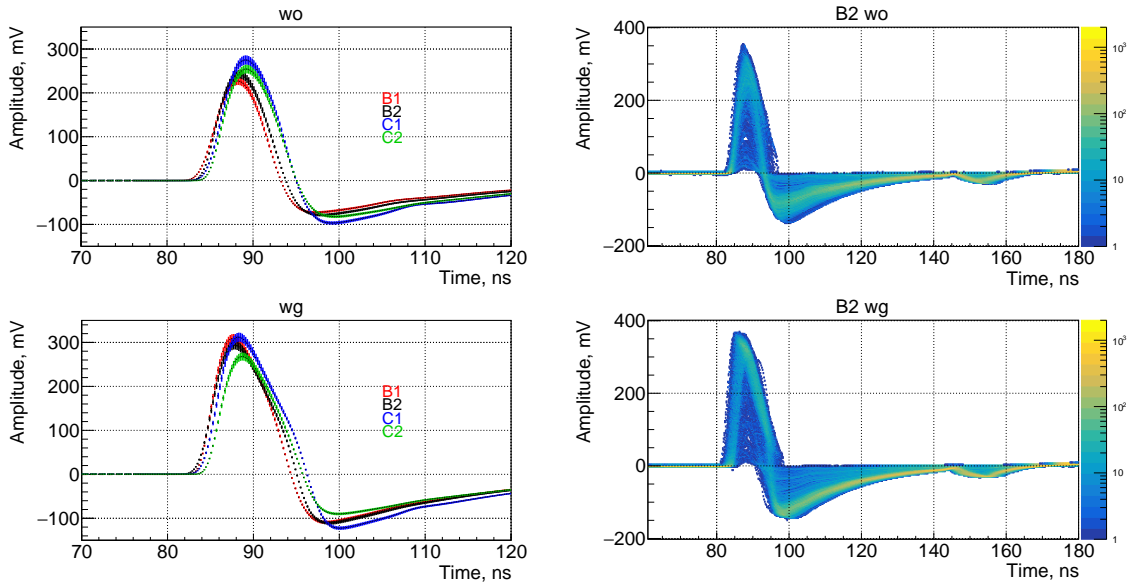 wo
Amplitude, mV
300
200
100
0
−100
B1
B2
C1
C2
70 80 90 100 110 120
Time, ns
B2 wo
Amplitude, mV
400
200
0
−200
10³
10²
10
1
80 100 120 140 160 180
Time, ns
wg
Amplitude, mV
300
200
100
0
−100
B1
B2
C1
C2
70 80 90 100 110 120
Time, ns
B2 wg
Amplitude, mV
400
200
0
−200
10³
10²
10
1
80 100 120 140 160 180
Time, ns